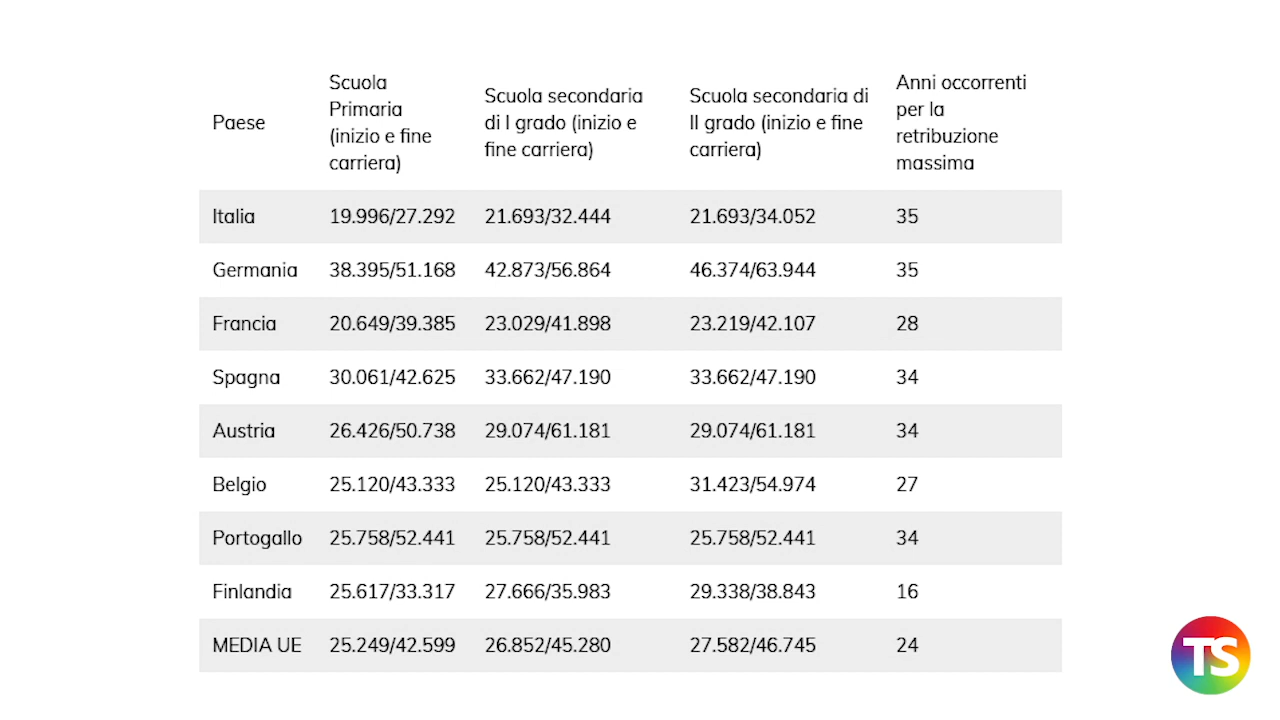 Paese Scuola Primaria (inizio e fine carriera) Scuola secondaria di I grado (inizio e fine carriera) Scuola secondaria di II grado (inizio e fine carriera) Anni occorrenti per la retribuzione massima
Italia 19.996/27.292 21.693/32.444 21.693/34.052 35
Germania 38.395/51.168 42.873/56.864 46.374/63.944 35
Francia 20.649/39.385 23.029/41.898 23.219/42.107 28
Spagna 30.061/42.625 33.662/47.190 33.662/47.190 34
Austria 26.426/50.738 29.074/61.181 29.074/61.181 34
Belgio 25.120/43.333 25.120/43.333 31.423/54.974 27
Portogallo 25.758/52.441 25.758/52.441 25.758/52.441 34
Finlandia 25.617/33.317 27.666/35.983 29.338/38.843 16
MEDIA UE 25.249/42.599 26.852/45.280 27.582/46.745 24
TS